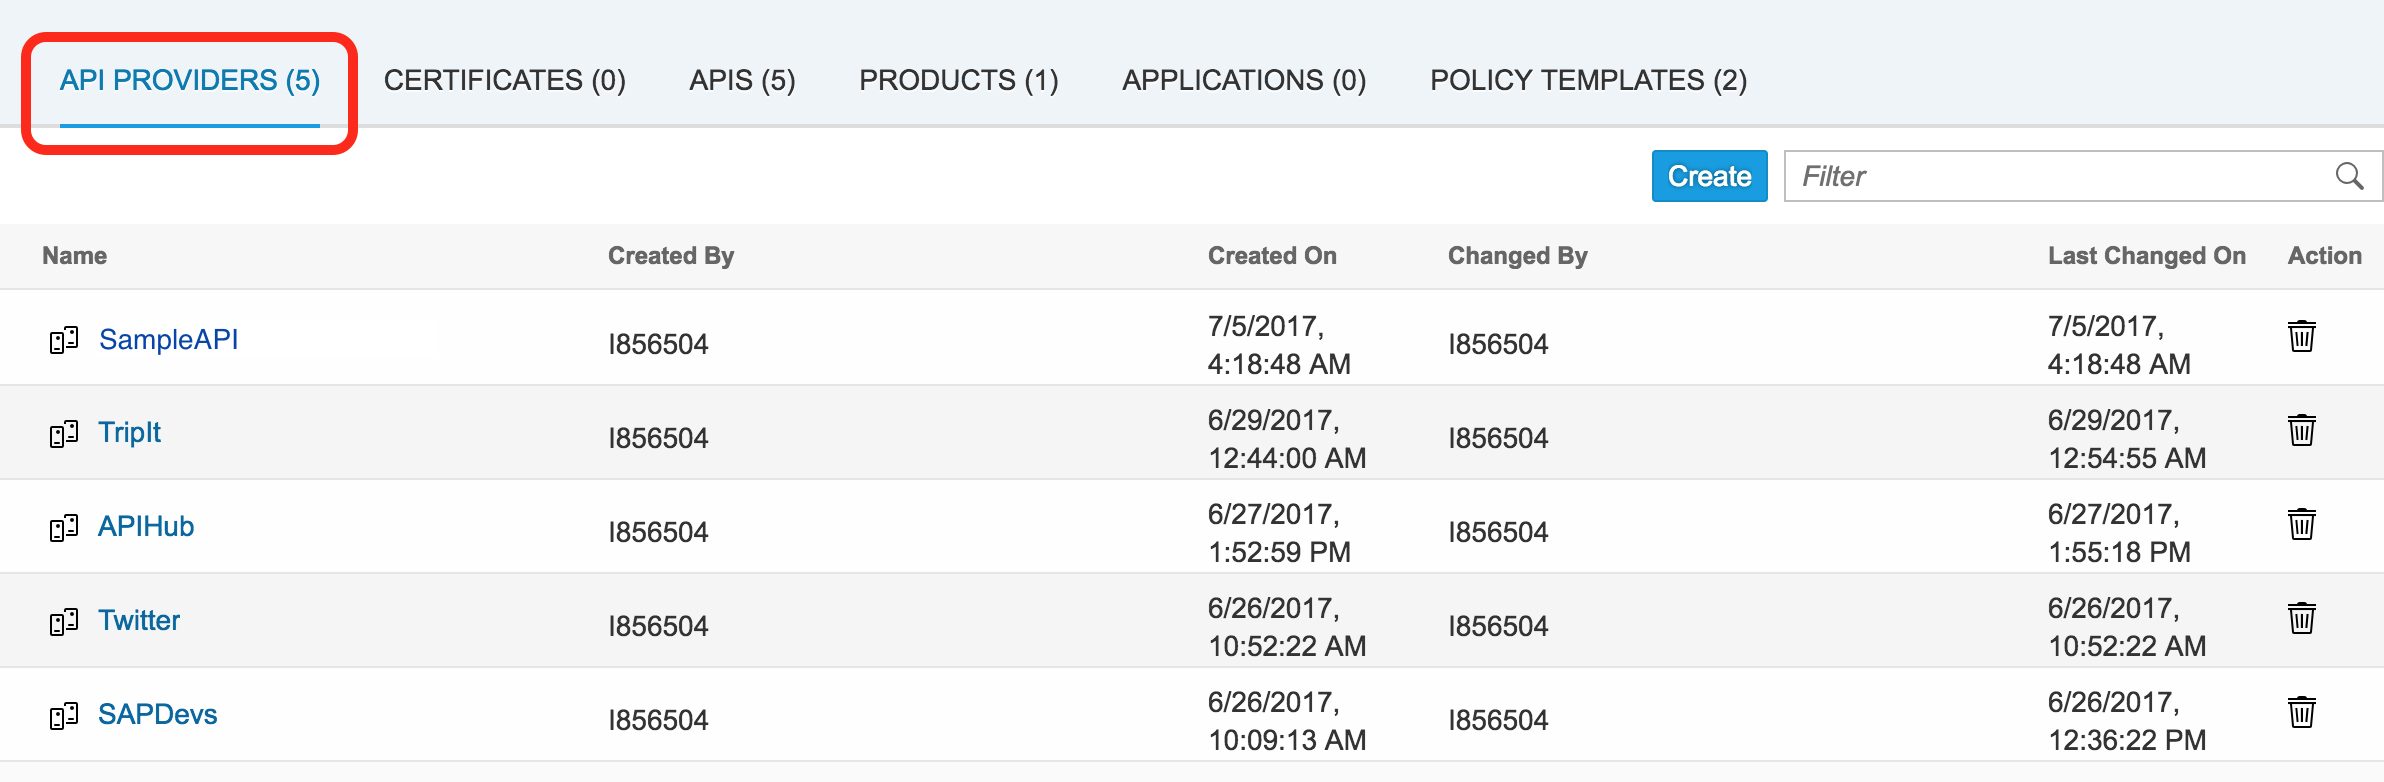 API PROVIDERS (5) CERTIFICATES (0) APIS (5) PRODUCTS (1) APPLICATIONS (0) POLICY TEMPLATES (2)
Create Filter
Name Created By Created On Changed By Last Changed On Action
SampleAPI I856504 7/5/2017, 4:18:48 AM I856504 7/5/2017, 4:18:48 AM
TripIt I856504 6/29/2017, 12:44:00 AM I856504 6/29/2017, 12:54:55 AM
APIHub I856504 6/27/2017, 1:52:59 PM I856504 6/27/2017, 1:55:18 PM
Twitter I856504 6/26/2017, 10:52:22 AM I856504 6/26/2017, 10:52:22 AM
SAPDevs I856504 6/26/2017, 10:09:13 AM I856504 6/26/2017, 12:36:22 PM